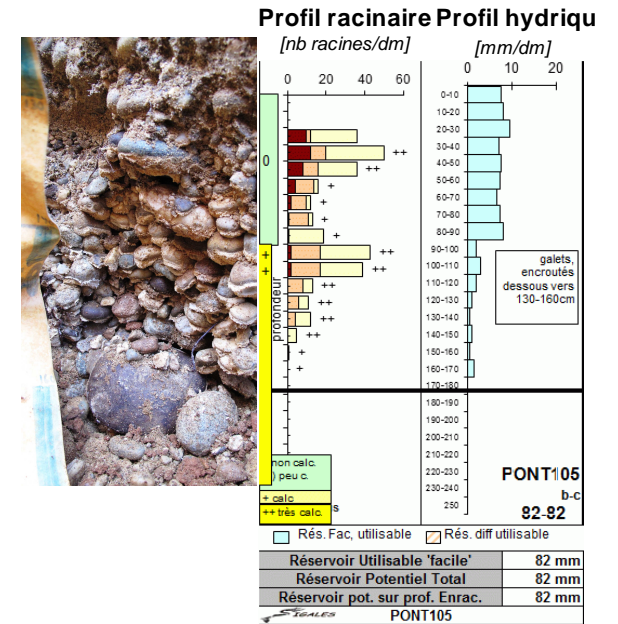 Profil racinaire Profil hydriqu
[nb racines/dm] [mm/dm]
0 20 40 60 0 10 20
0-10
10-20
20-30
++ 30-40
0 ++ 40-50
+ 50-60
+ 60-70
+ 70-80
+ 80-90
+ ++ 90-100
+ ++ 100-110
++ 110-120
++ 120-130
++ 130-140
++ 140-150
+ 150-160
+ 160-170
170-180
profondeur
galets,
encroutés
dessous vers
130-160cm
180-190
190-200
200-210
210-220
220-230
230-240
250
non calc.
) peu c.
+ calc
++ très calc. s
PONT105
b-c
82-82
Rés. Fac, utilisable Rés. diff utilisable
Réservoir Utilisable 'facile' 82 mm
Réservoir Potentiel Total 82 mm
Réservoir pot. sur prof. Enrac. 82 mm
SIGALES PONT105